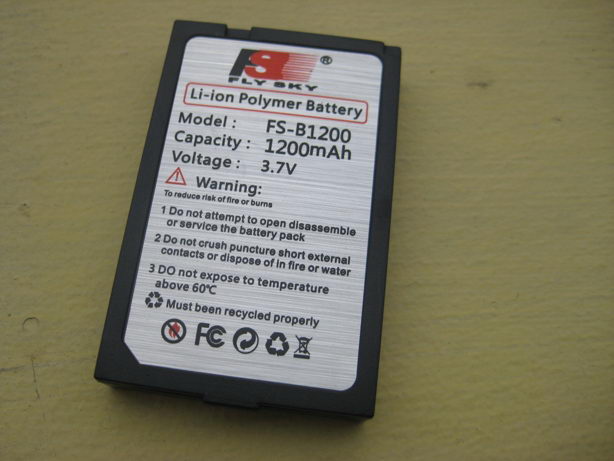 FS®
FLY SKY
Li-ion Polymer Battery
Model : FS-B1200
Capacity : 1200mAh
Voltage : 3.7V
Warning:
To reduce risk of fire or burns
1 Do not attempt to open disassemble
or service the battery pack
2 Do not crush puncture short external
contacts or dispose of in fire or water
3 DO not expose to temperature
above 60℃
Must been recycled properly
FC